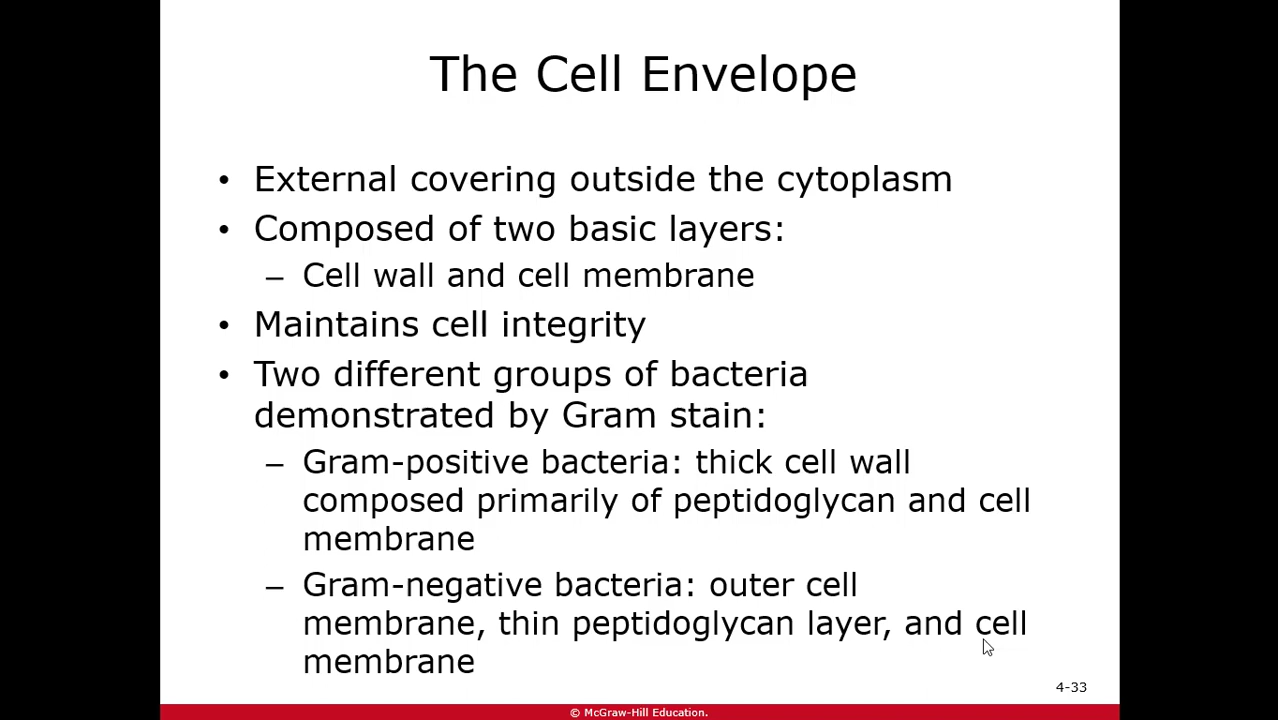 The Cell Envelope
• External covering outside the cytoplasm
• Composed of two basic layers:
– Cell wall and cell membrane
• Maintains cell integrity
• Two different groups of bacteria
demonstrated by Gram stain:
– Gram-positive bacteria: thick cell wall
composed primarily of peptidoglycan and cell
membrane
– Gram-negative bacteria: outer cell
membrane, thin peptidoglycan layer, and cell
membrane
4-33
© McGraw-Hill Education.